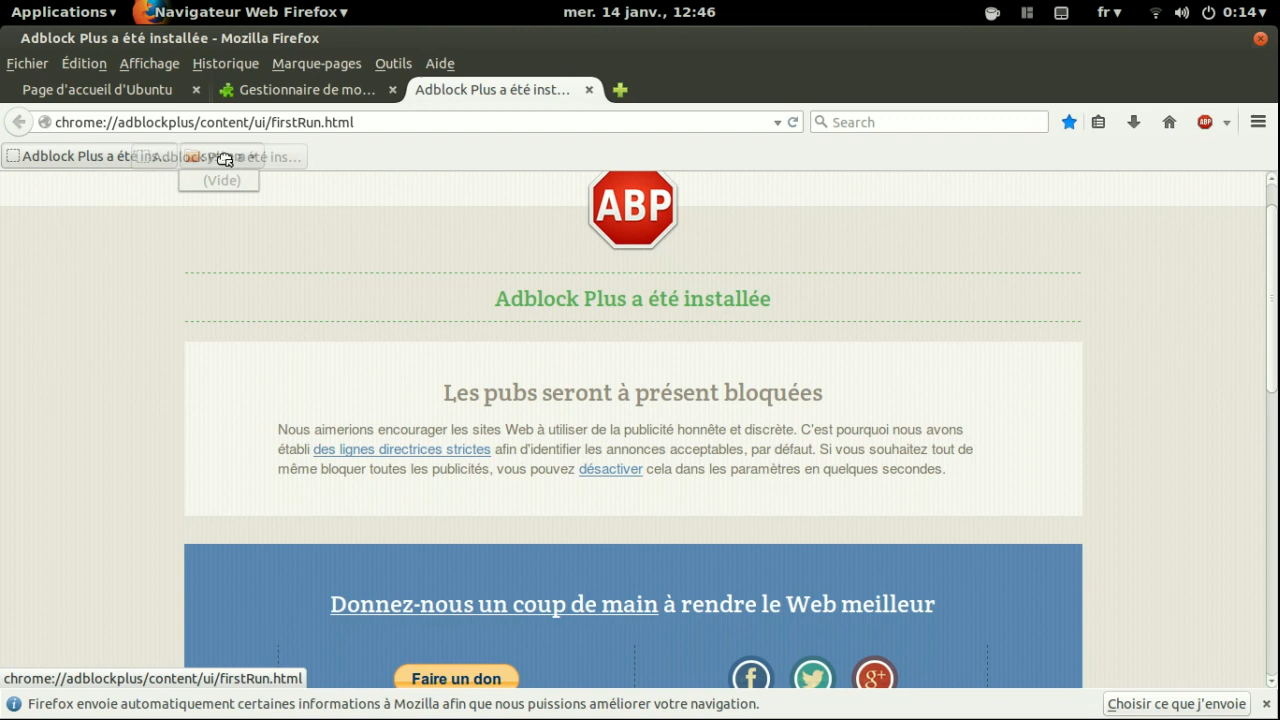 Applications▾ Navigateur Web Firefox▾ mer. 14 janv., 12:46 fr▾ 0:14▾
Adblock Plus a été installée - Mozilla Firefox
Fichier Édition Affichage Historique Marque-pages Outils Aide
Page d'accueil d'Ubuntu Gestionnaire de mo... Adblock Plus a été inst...
chrome://adblockplus/content/ui/firstRun.html Search ABP
Adblock Plus a été ins...
(Vide)
ABP
Adblock Plus a été installée
Les pubs seront à présent bloquées
Nous aimerions encourager les sites Web à utiliser de la publicité honnête et discrète. C'est pourquoi nous avons
établi des lignes directrices strictes afin d'identifier les annonces acceptables, par défaut. Si vous souhaitez tout de
même bloquer toutes les publicités, vous pouvez désactiver cela dans les paramètres en quelques secondes.
Donnez-nous un coup de main à rendre le Web meilleur
Faire un don f g+
chrome://adblockplus/content/ui/firstRun.html
Firefox envoie automatiquement certaines informations à Mozilla afin que nous puissions améliorer votre navigation. Choisir ce que j'envoie